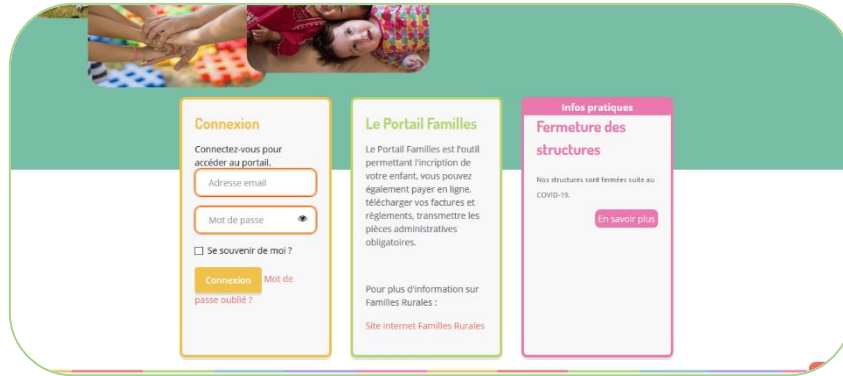 Connexion
Connectez-vous pour
accéder au portail.
Adresse email
Mot de passe
Se souvenir de moi ?
Connexion Mot de
passe oublié ?
Le Portail Familles
Le Portail Familles est l'outil
permettant l'incription de
votre enfant, vous pouvez
également payer en ligne,
télécharger vos factures et
règlements, transmettre les
pièces administratives
obligatoires.
Pour plus d'information sur
Familles Rurales :
Site internet Familles Rurales
Infos pratiques
Fermeture des
structures
Nos structures sont fermées suite au
COVID-19.
En savoir plus